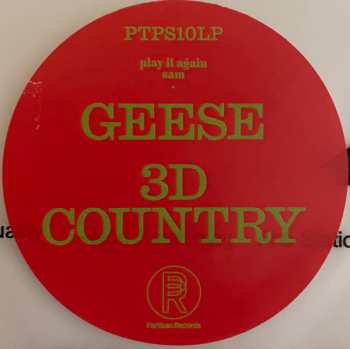 PTPS10LP
play it again
sam
GEESE
3D
COUNTRY
Partisan Records